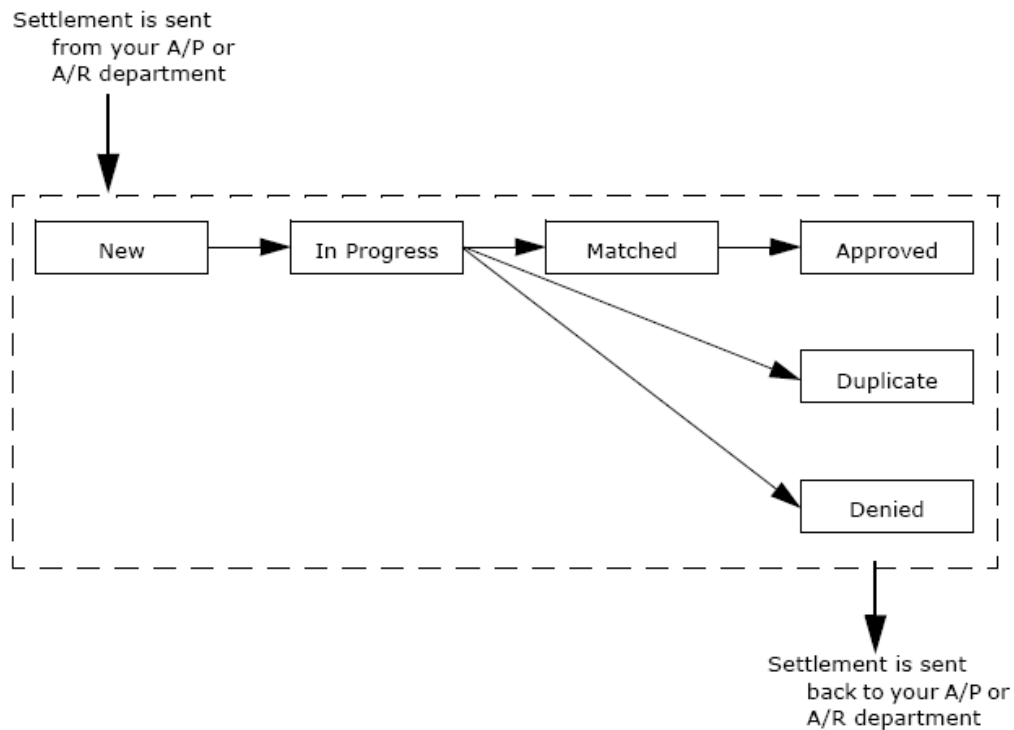 Settlement is sent
from your A/P or
A/R department
New
In Progress
Matched
Approved
Duplicate
Denied
Settlement is sent
back to your A/P or
A/R department